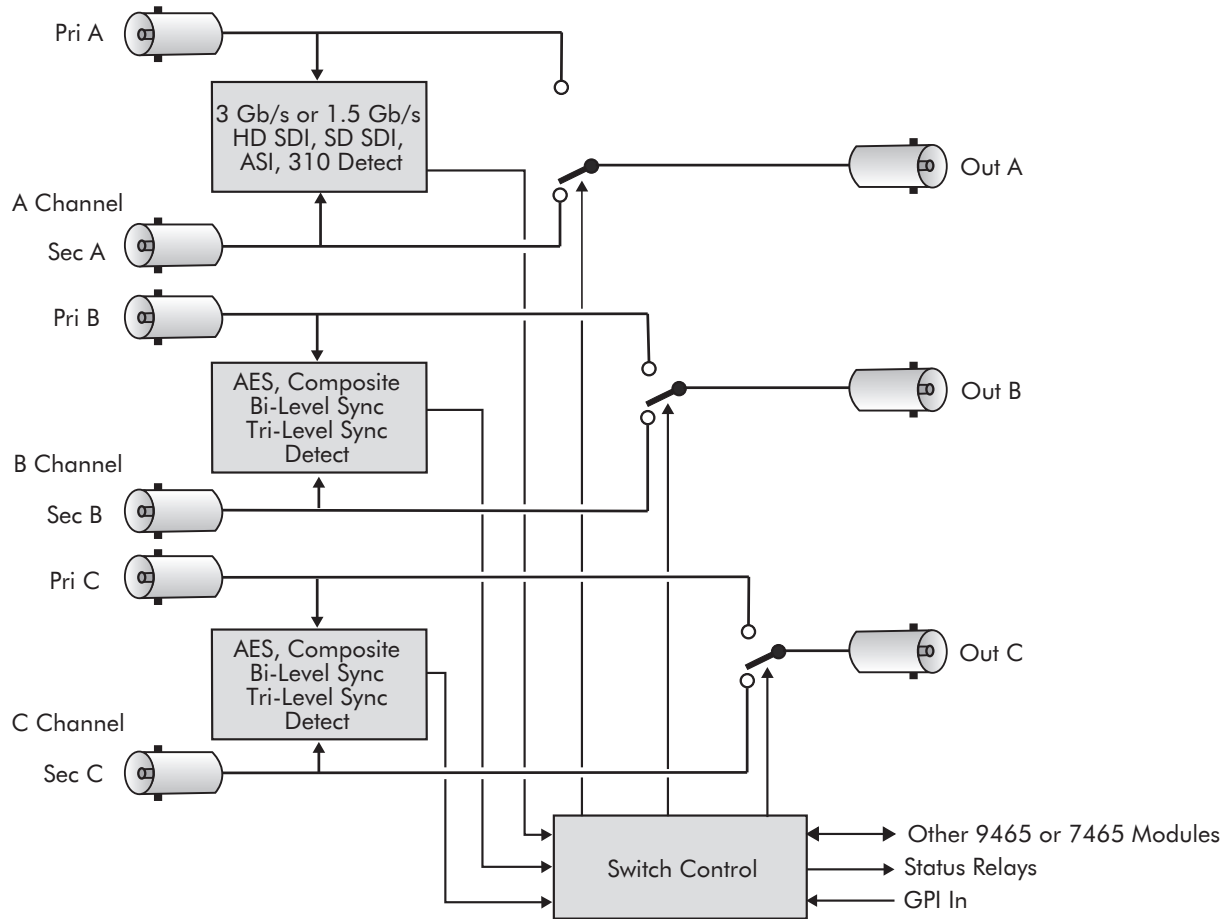 Pri A
3 Gb/s or 1.5 Gb/s
HD SDI, SD SDI,
ASI, 310 Detect
Out A
A Channel
Sec A
Pri B
AES, Composite
Bi-Level Sync
Tri-Level Sync
Detect
Out B
B Channel
Sec B
Pri C
AES, Composite
Bi-Level Sync
Tri-Level Sync
Detect
Out C
C Channel
Sec C
Switch Control
Other 9465 or 7465 Modules
Status Relays
GPI In